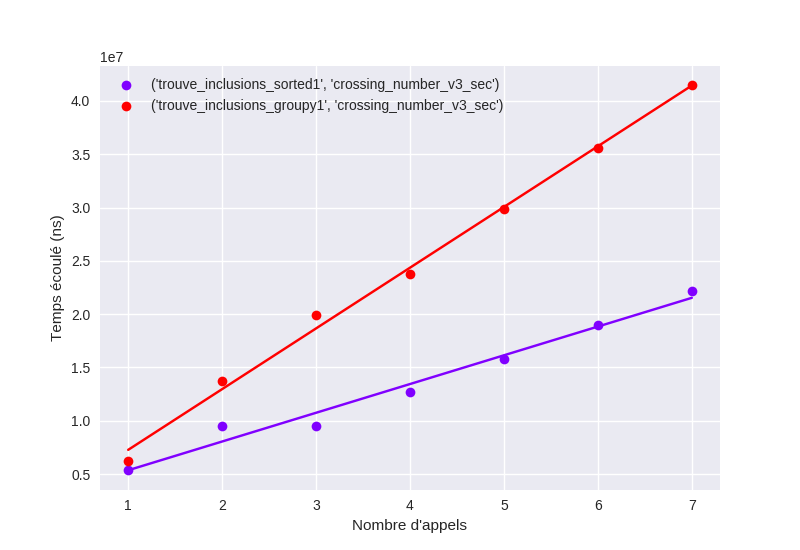 1e7
('trouve_inclusions_sorted1', 'crossing_number_v3_sec')
('trouve_inclusions_groupy1', 'crossing_number_v3_sec')
4.0
3.5
3.0
2.5
2.0
1.5
1.0
0.5
Temps écoulé (ns)
1 2 3 4 5 6 7
Nombre d'appels